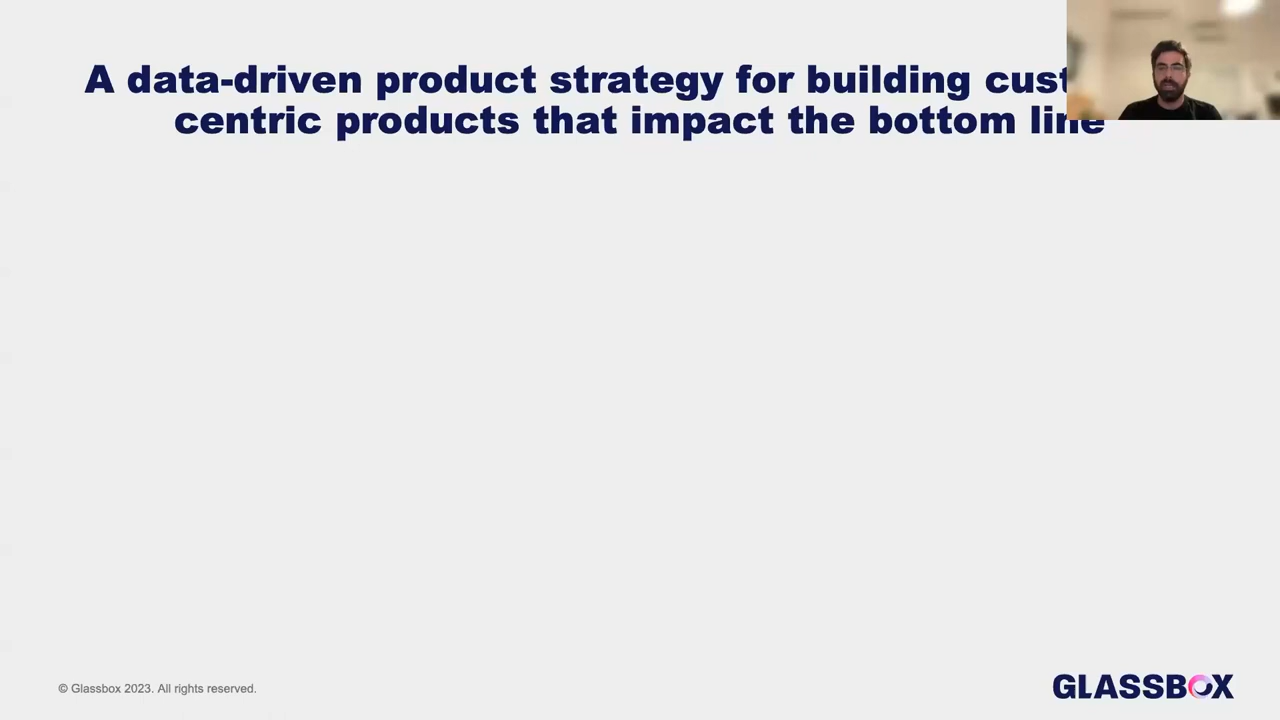 A data-driven product strategy for building
centric products that impact the bottom line
© Glassbox 2023. All rights reserved.
GLASSBOX